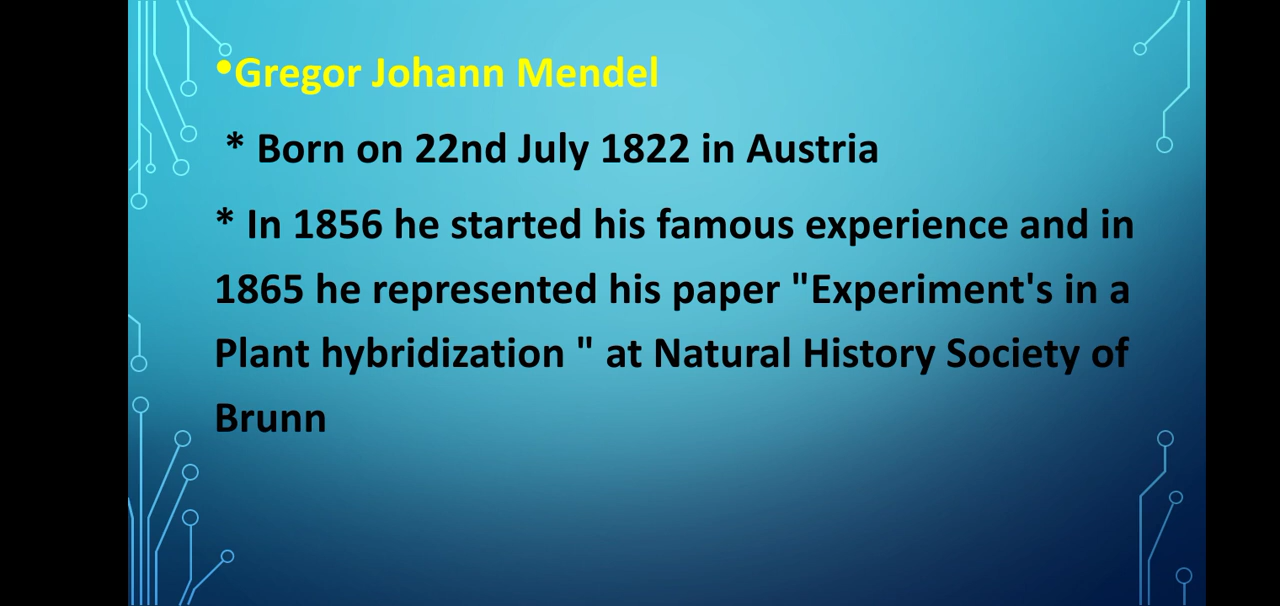 •Gregor Johann Mendel
* Born on 22nd July 1822 in Austria
* In 1856 he started his famous experience and in
1865 he represented his paper "Experiment's in a
Plant hybridization " at Natural History Society of
Brunn